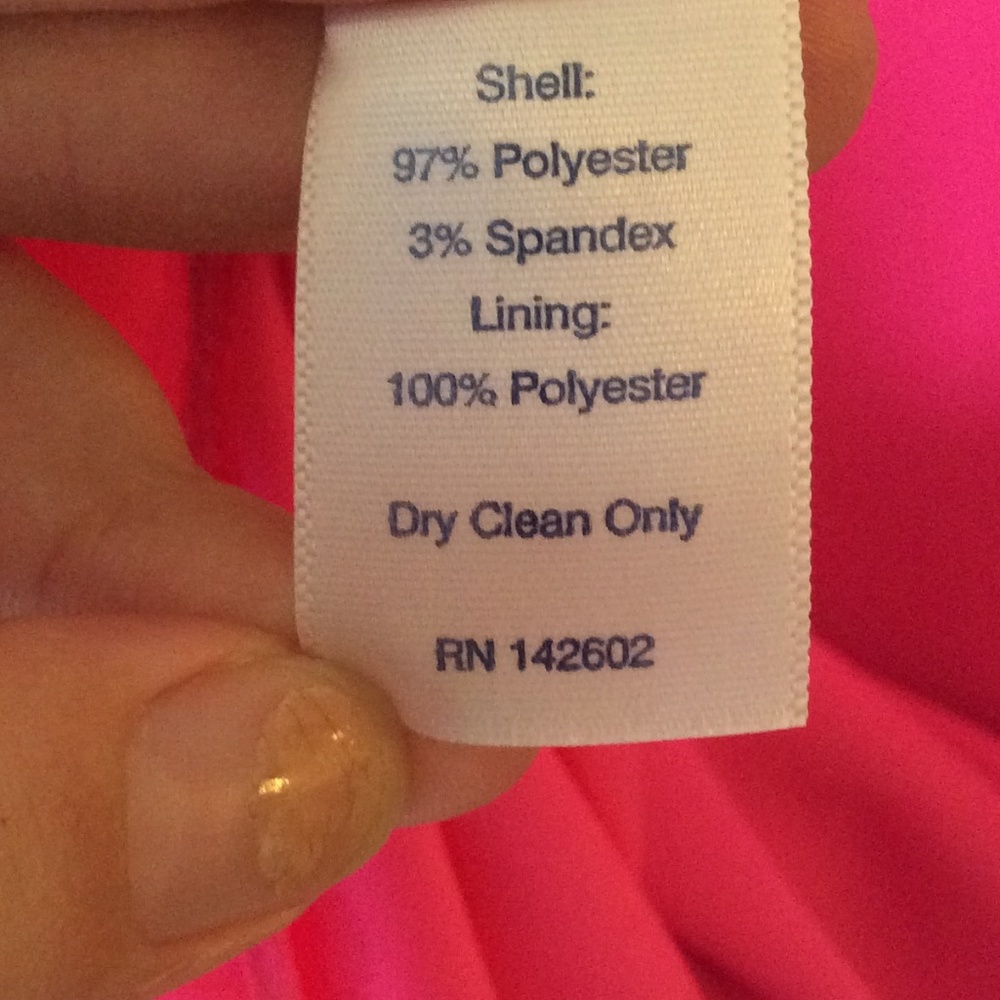 Shell:
97% Polyester
3% Spandex
Lining:
100% Polyester
Dry Clean Only
RN 142602